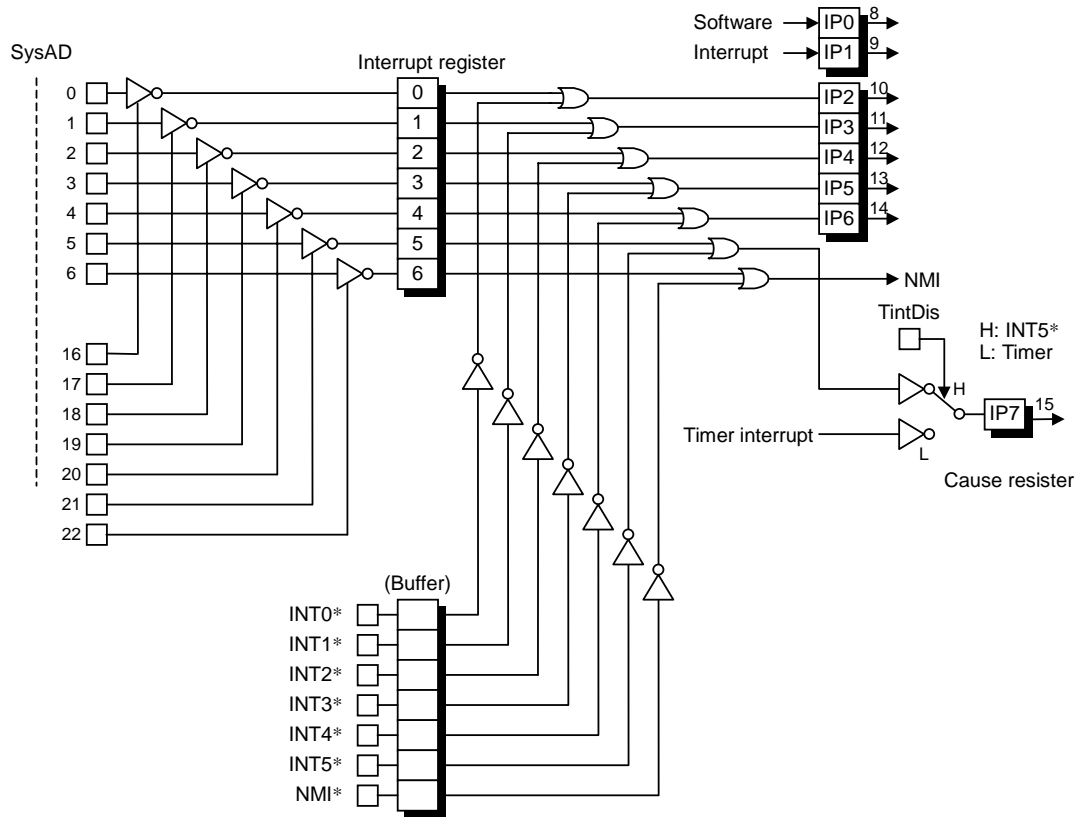 Software IP0 8
Interrupt IP1 9
SysAD
Interrupt register
0 0 IP2 10
1 1 IP3 11
2 2 IP4 12
3 3 IP5 13
4 4 IP6 14
5 5
6 6
NMI
TintDis
H: INT5*
L: Timer
16
17
18
19
20
21
22
H
IP7 15
Timer interrupt
L
Cause resister
(Buffer)
INT0*
INT1*
INT2*
INT3*
INT4*
INT5*
NMI*